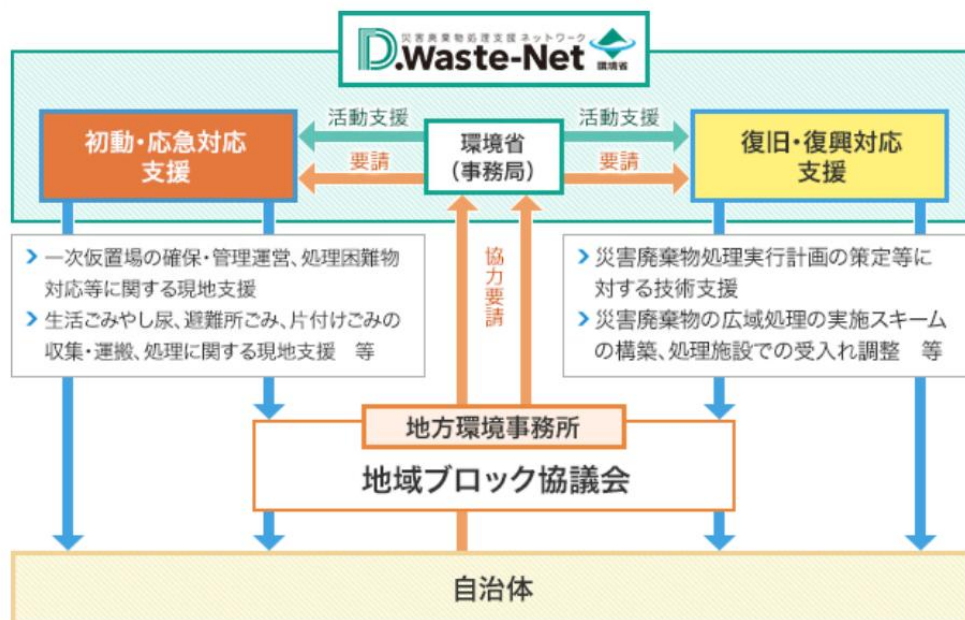 災害廃棄物処理支援ネットワーク
D.Waste-Net
環境省
初動・応急対応
支援
活動支援
要請
環境省
(事務局)
活動支援
要請
復旧・復興対応
支援
一次仮置場の確保・管理運営、処理困難物
対応等に関する現地支援
生活ごみやし尿、避難所ごみ、片付けごみの
収集・運搬、処理に関する現地支援 等
協力要請
災害廃棄物処理実行計画の策定等に
対する技術支援
災害廃棄物の広域処理の実施スキーム
の構築、処理施設での受入れ調整 等
地方環境事務所
地域ブロック協議会
自治体